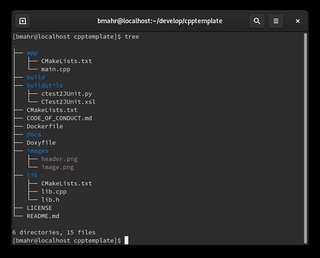 bmahr@localhost:~/develop/cpptemplate
[bmahr@localhost cpptemplate]$ tree
.
├── app
│   ├── CMakeLists.txt
│   └── main.cpp
├── build
├── buildutils
│   ├── ctest2JUnit.py
│   └── CTest2JUnit.xsl
├── CMakeLists.txt
├── CODE_OF_CONDUCT.md
├── Dockerfile
├── docs
├── Doxyfile
├── images
│   ├── header.png
│   └── image.png
├── lib
│   ├── CMakeLists.txt
│   ├── lib.cpp
│   └── lib.h
├── LICENSE
└── README.md
6 directories, 15 files
[bmahr@localhost cpptemplate]$